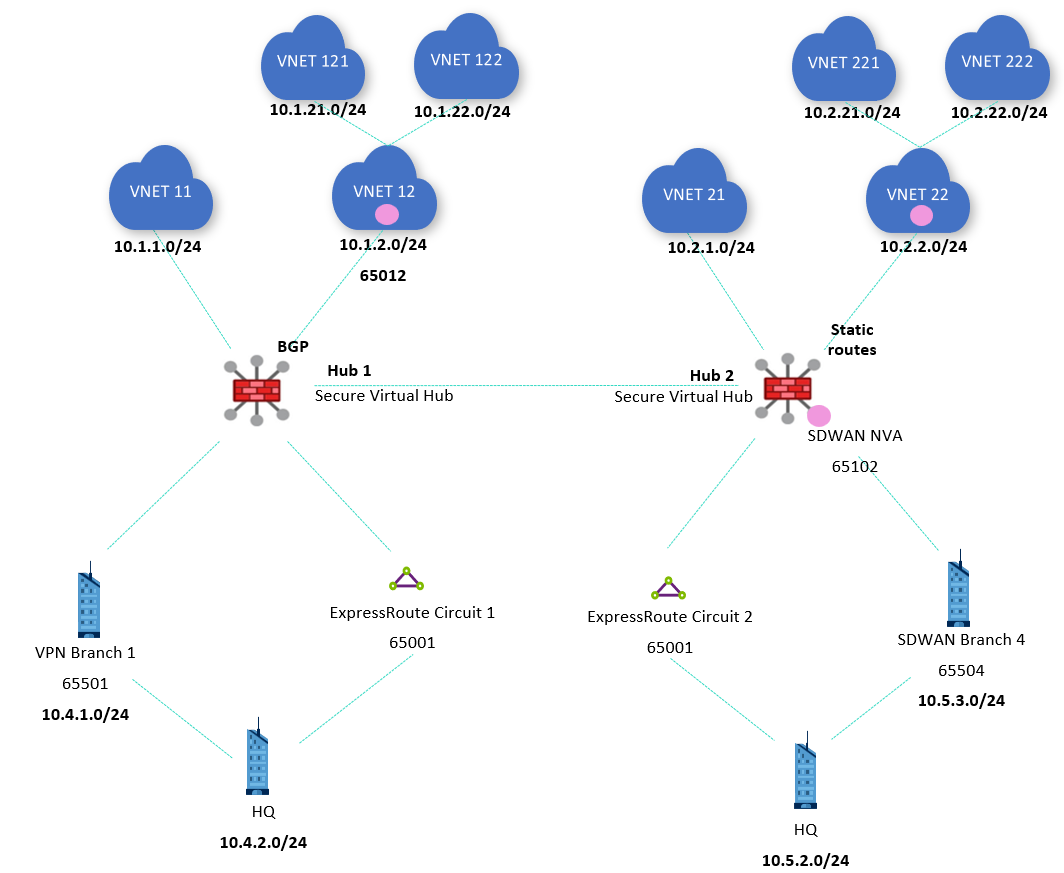 VNET 121
VNET 122
VNET 221
VNET 222
10.1.21.0/24
10.1.22.0/24
10.2.21.0/24
10.2.22.0/24
VNET 11
VNET 12
VNET 21
VNET 22
10.1.1.0/24
10.1.2.0/24
10.2.1.0/24
10.2.2.0/24
65012
BGP
Static
routes
Hub 1
Secure Virtual Hub
Hub 2
Secure Virtual Hub
SDWAN NVA
65102
ExpressRoute Circuit 1
65001
ExpressRoute Circuit 2
65001
VPN Branch 1
65501
10.4.1.0/24
SDWAN Branch 4
65504
10.5.3.0/24
HQ
10.4.2.0/24
HQ
10.5.2.0/24